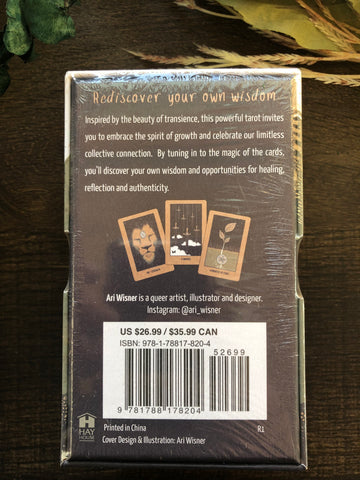 Rediscover your own wisdom
Inspired by the beauty of transience, this powerful tarot invites
you to embrace the spirit of growth and celebrate our limitless
collective connection. By tuning in to the magic of the cards,
you'll discover your own wisdom and opportunities for healing,
reflection and authenticity.
Ari Wisner is a queer artist, illustrator and designer.
Instagram: @ari_wisner
US $26.99 / $35.99 CAN
ISBN: 978-1-78817-820-4
52699
9 781788 178204
HAY
HOUSE
Printed in China
R1
Cover Design & Illustration: Ari Wisner